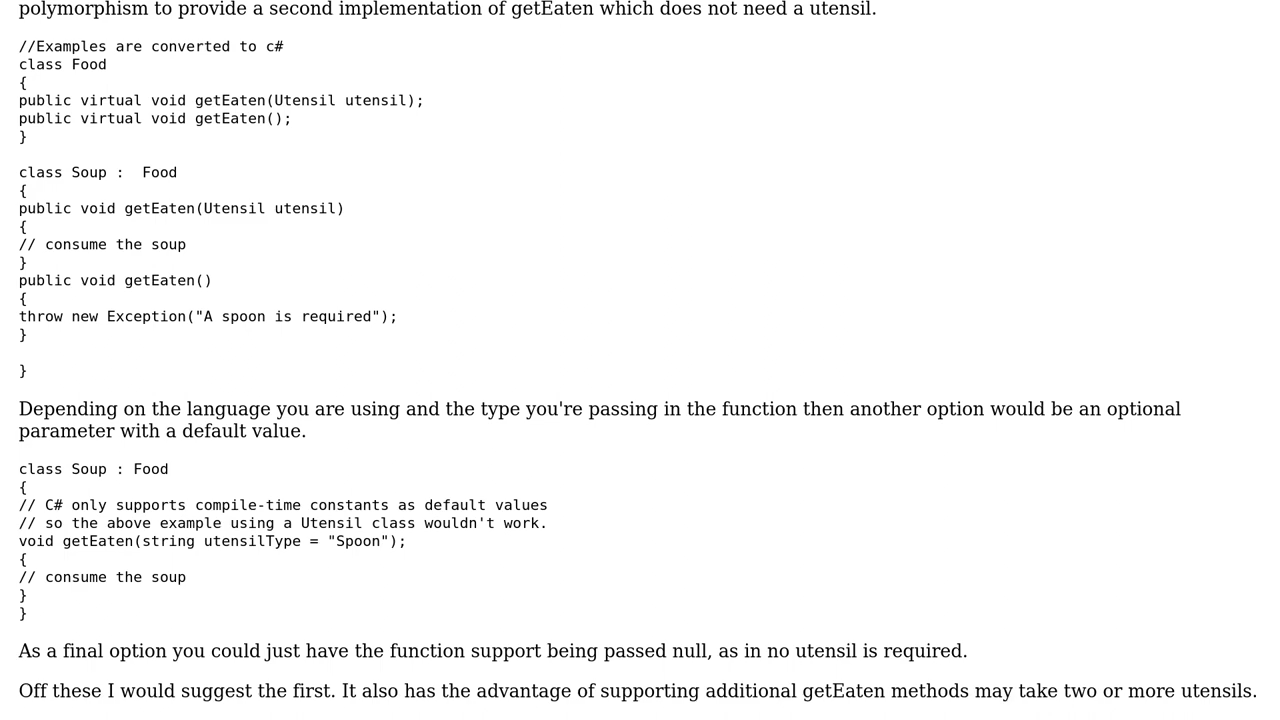 polymorphism to provide a second implementation of getEaten which does not need a utensil.
//Examples are converted to c#
class Food
{
public virtual void getEaten(Utensil utensil);
public virtual void getEaten();
}
class Soup :  Food
{
public void getEaten(Utensil utensil)
{
// consume the soup
}
public void getEaten()
{
throw new Exception("A spoon is required");
}
}
Depending on the language you are using and the type you're passing in the function then another option would be an optional
parameter with a default value.
class Soup : Food
{
// C# only supports compile-time constants as default values
// so the above example using a Utensil class wouldn't work.
void getEaten(string utensilType = "Spoon");
{
// consume the soup
}
}
As a final option you could just have the function support being passed null, as in no utensil is required.
Off these I would suggest the first. It also has the advantage of supporting additional getEaten methods may take two or more utensils.